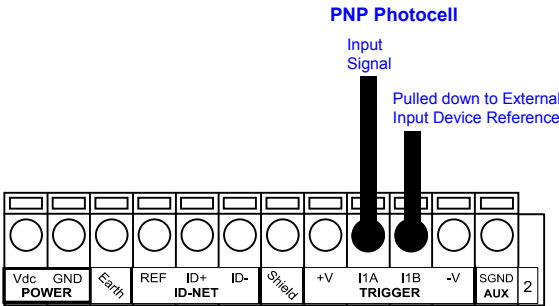 PNP Photocell
Input
Signal
Pulled down to External
Input Device Reference
Vdc GND Earth REF ID+ ID- Shield +V I1A I1B -V SGND
POWER ID-NET TRIGGER AUX 2